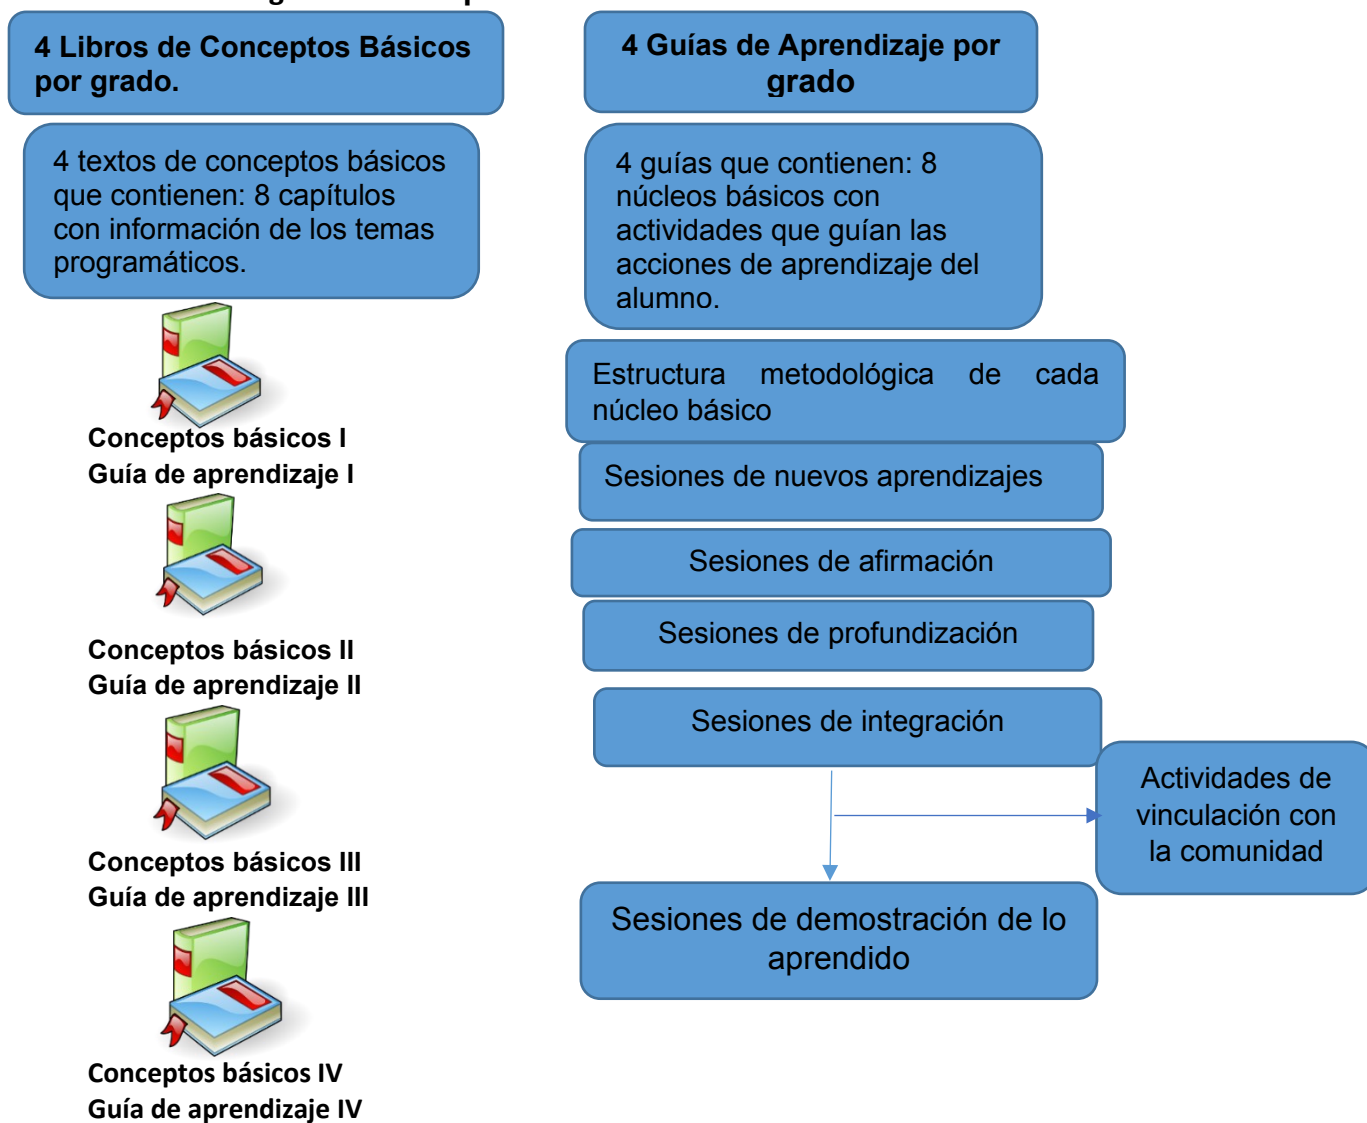 4 Libros de Conceptos Básicos
por grado.
4 textos de conceptos básicos
que contienen: 8 capítulos
con información de los temas
programáticos.
Conceptos básicos I
Guía de aprendizaje I
Conceptos básicos II
Guía de aprendizaje II
Conceptos básicos III
Guía de aprendizaje III
Conceptos básicos IV
Guía de aprendizaje IV
4 Guías de Aprendizaje por
grado
4 guías que contienen: 8
núcleos básicos con
actividades que guían las
acciones de aprendizaje del
alumno.
Estructura metodológica de cada
núcleo básico
Sesiones de nuevos aprendizajes
Sesiones de afirmación
Sesiones de profundización
Sesiones de integración
Actividades de
vinculación con
la comunidad
Sesiones de demostración de lo
aprendido